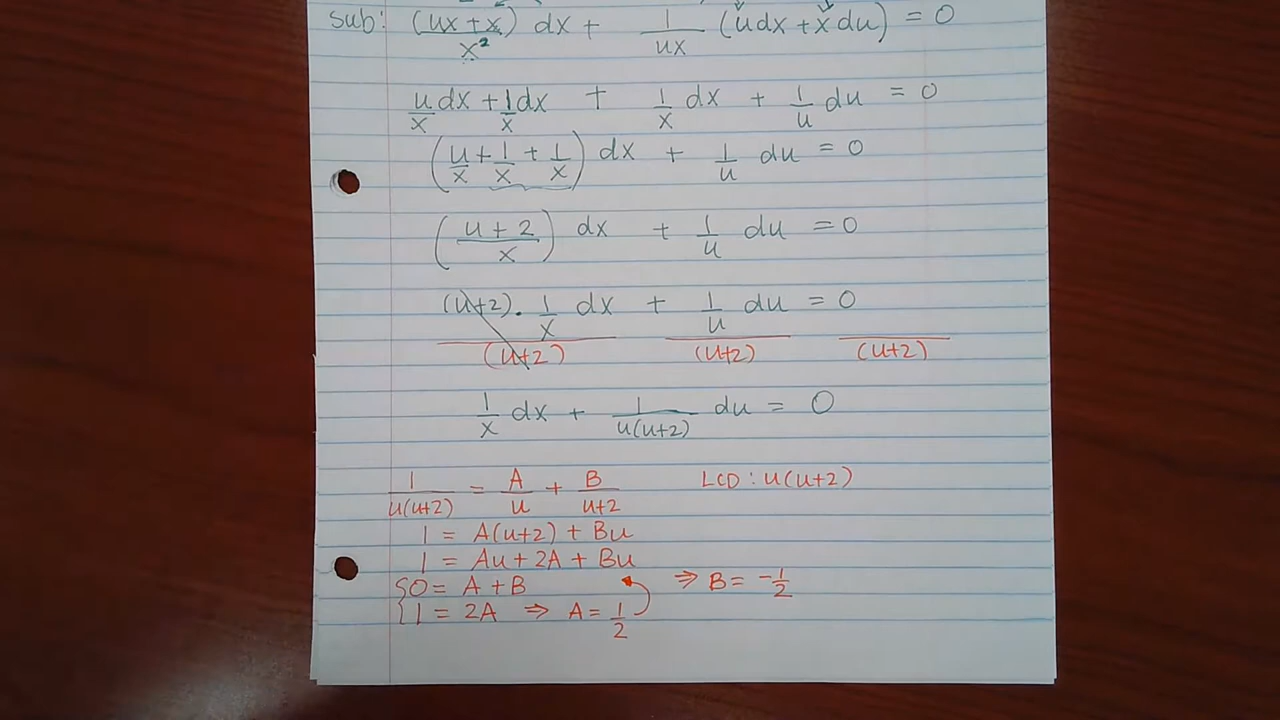 sub: (ux + x)/x² dx + 1/ux (udx + x du) = 0
u/x dx + 1/x dx + 1/x dx + 1/u du = 0
(u/x + 1/x + 1/x) dx + 1/u du = 0
((u + 2)/x) dx + 1/u du = 0
(u+2) · 1/x dx + 1/u du = 0
(u+2) (u+2) (u+2)
1/x dx + 1/u(u+2) du = 0
1/u(u+2) = A/u + B/u+2 LCD : u(u+2)
1 = A(u+2) + Bu
1 = Au + 2A + Bu
{ 0 = A + B ⇒ B = -1/2
1 = 2A ⇒ A = 1/2